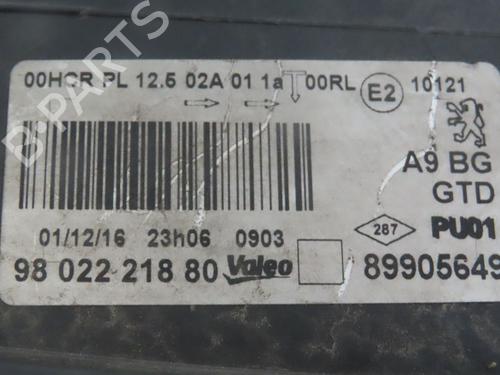 00HCR PL 12.5 02A 01 1a 00RL E2 10121
A9 BG
GTD
287 PU01
01/12/16 23h06 0903
98 022 218 80 Valeo 89905649
B-PARTS